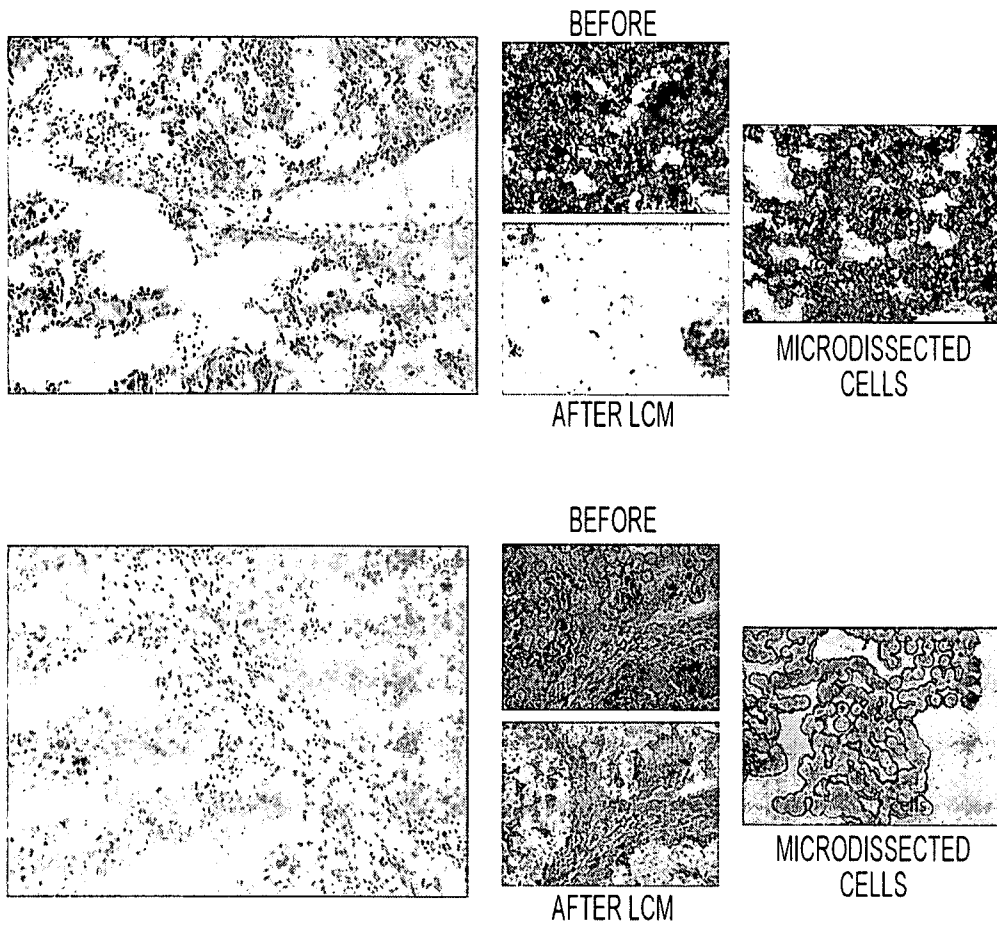 BEFORE
AFTER LCM
MICRODISSECTED
CELLS
BEFORE
AFTER LCM
MICRODISSECTED
CELLS